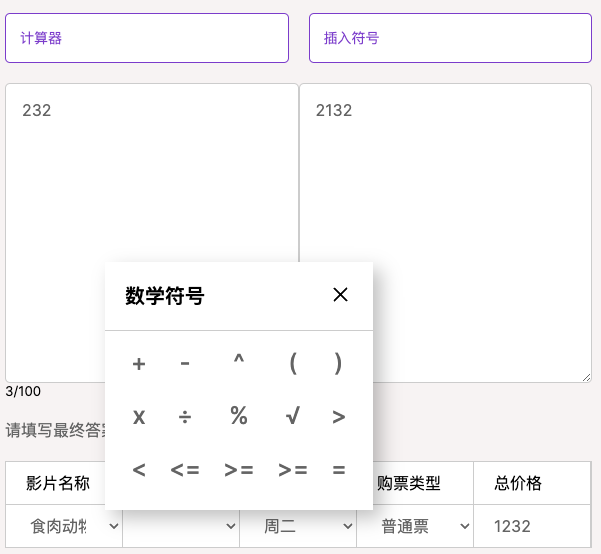 计算器 插入符号
232 2132
数学符号 ×
+ - ^ ( )
x ÷ % √ >
< <= >= >= =
3/100
请填写最终答
影片名称 购票类型 总价格
食肉动物 周二 普通票 1232